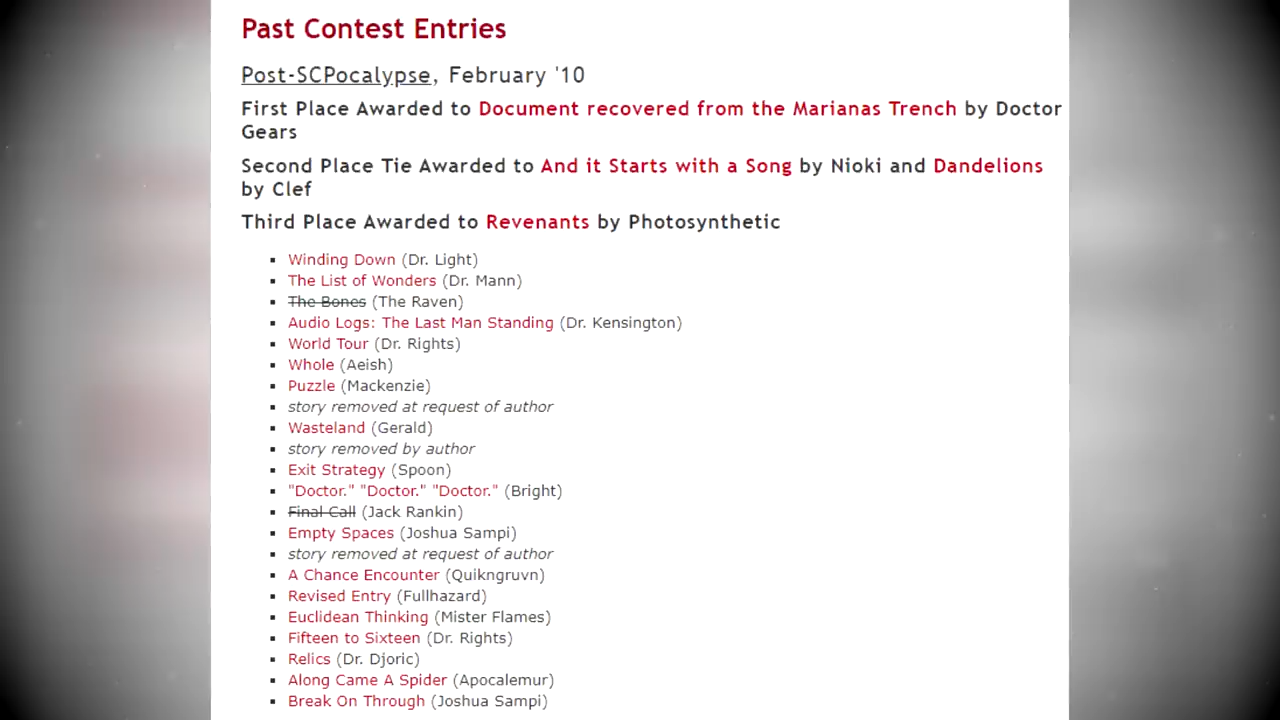 Past Contest Entries
Post-SCPocalypse, February '10
First Place Awarded to Document recovered from the Marianas Trench by Doctor
Gears
Second Place Tie Awarded to And it Starts with a Song by Nioki and Dandelions
by Clef
Third Place Awarded to Revenants by Photosynthetic
Winding Down (Dr. Light)
The List of Wonders (Dr. Mann)
The Bones (The Raven)
Audio Logs: The Last Man Standing (Dr. Kensington)
World Tour (Dr. Rights)
Whole (Aeish)
Puzzle (Mackenzie)
story removed at request of author
Wasteland (Gerald)
story removed by author
Exit Strategy (Spoon)
"Doctor." "Doctor." "Doctor." (Bright)
Final Call (Jack Rankin)
Empty Spaces (Joshua Sampi)
story removed at request of author
A Chance Encounter (Quikngruvn)
Revised Entry (Fullhazard)
Euclidean Thinking (Mister Flames)
Fifteen to Sixteen (Dr. Rights)
Relics (Dr. Djoric)
Along Came A Spider (Apocalemur)
Break On Through (Joshua Sampi)